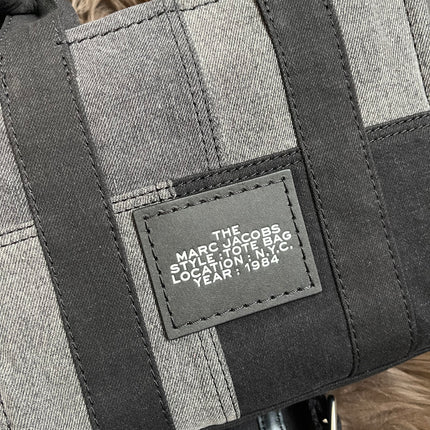 THE
MARC JACOBS
STYLE : TOTE BAG
LOCATION : N.Y.C.
YEAR : 1984